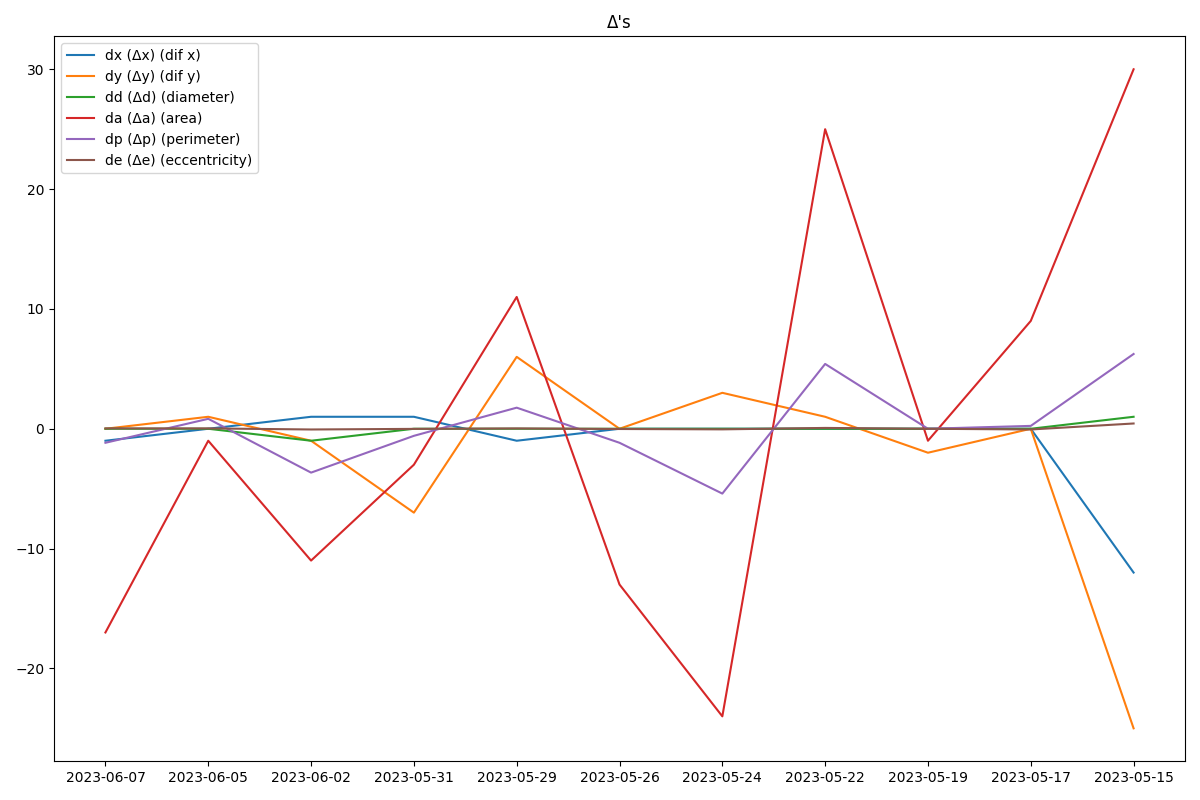 Δ's
dx (Δx) (dif x)
dy (Δy) (dif y)
dd (Δd) (diameter)
da (Δa) (area)
dp (Δp) (perimeter)
de (Δe) (eccentricity)
30
20
10
0
−10
−20
2023-06-07 2023-06-05 2023-06-02 2023-05-31 2023-05-29 2023-05-26 2023-05-24 2023-05-22 2023-05-19 2023-05-17 2023-05-15